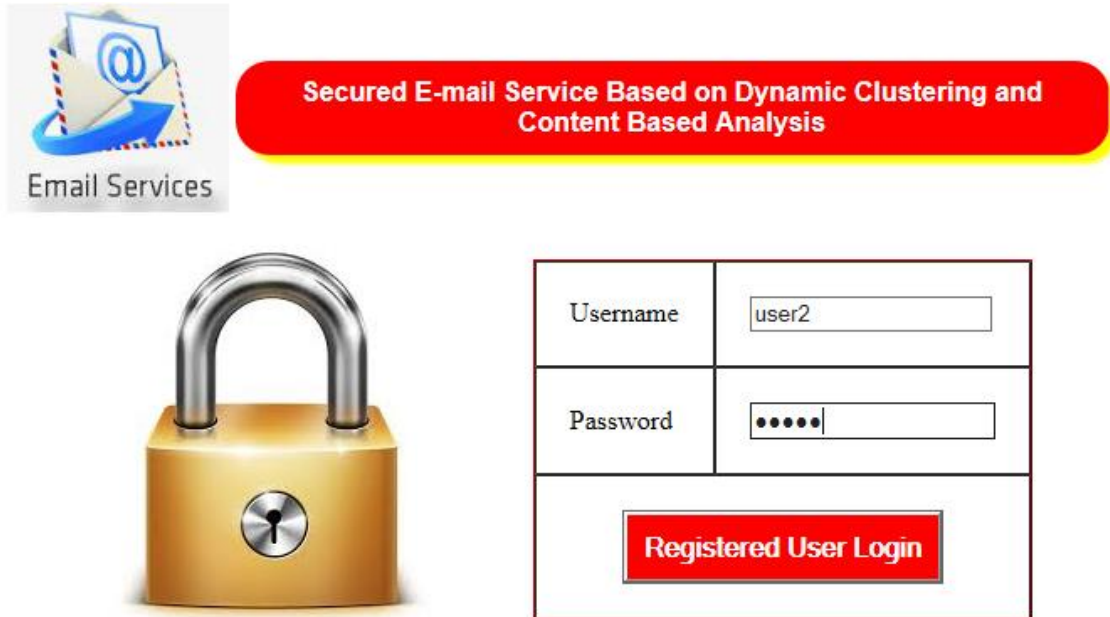 @
Email Services
Secured E-mail Service Based on Dynamic Clustering and
Content Based Analysis
Username
user2
Password
•••••
Registered User Login